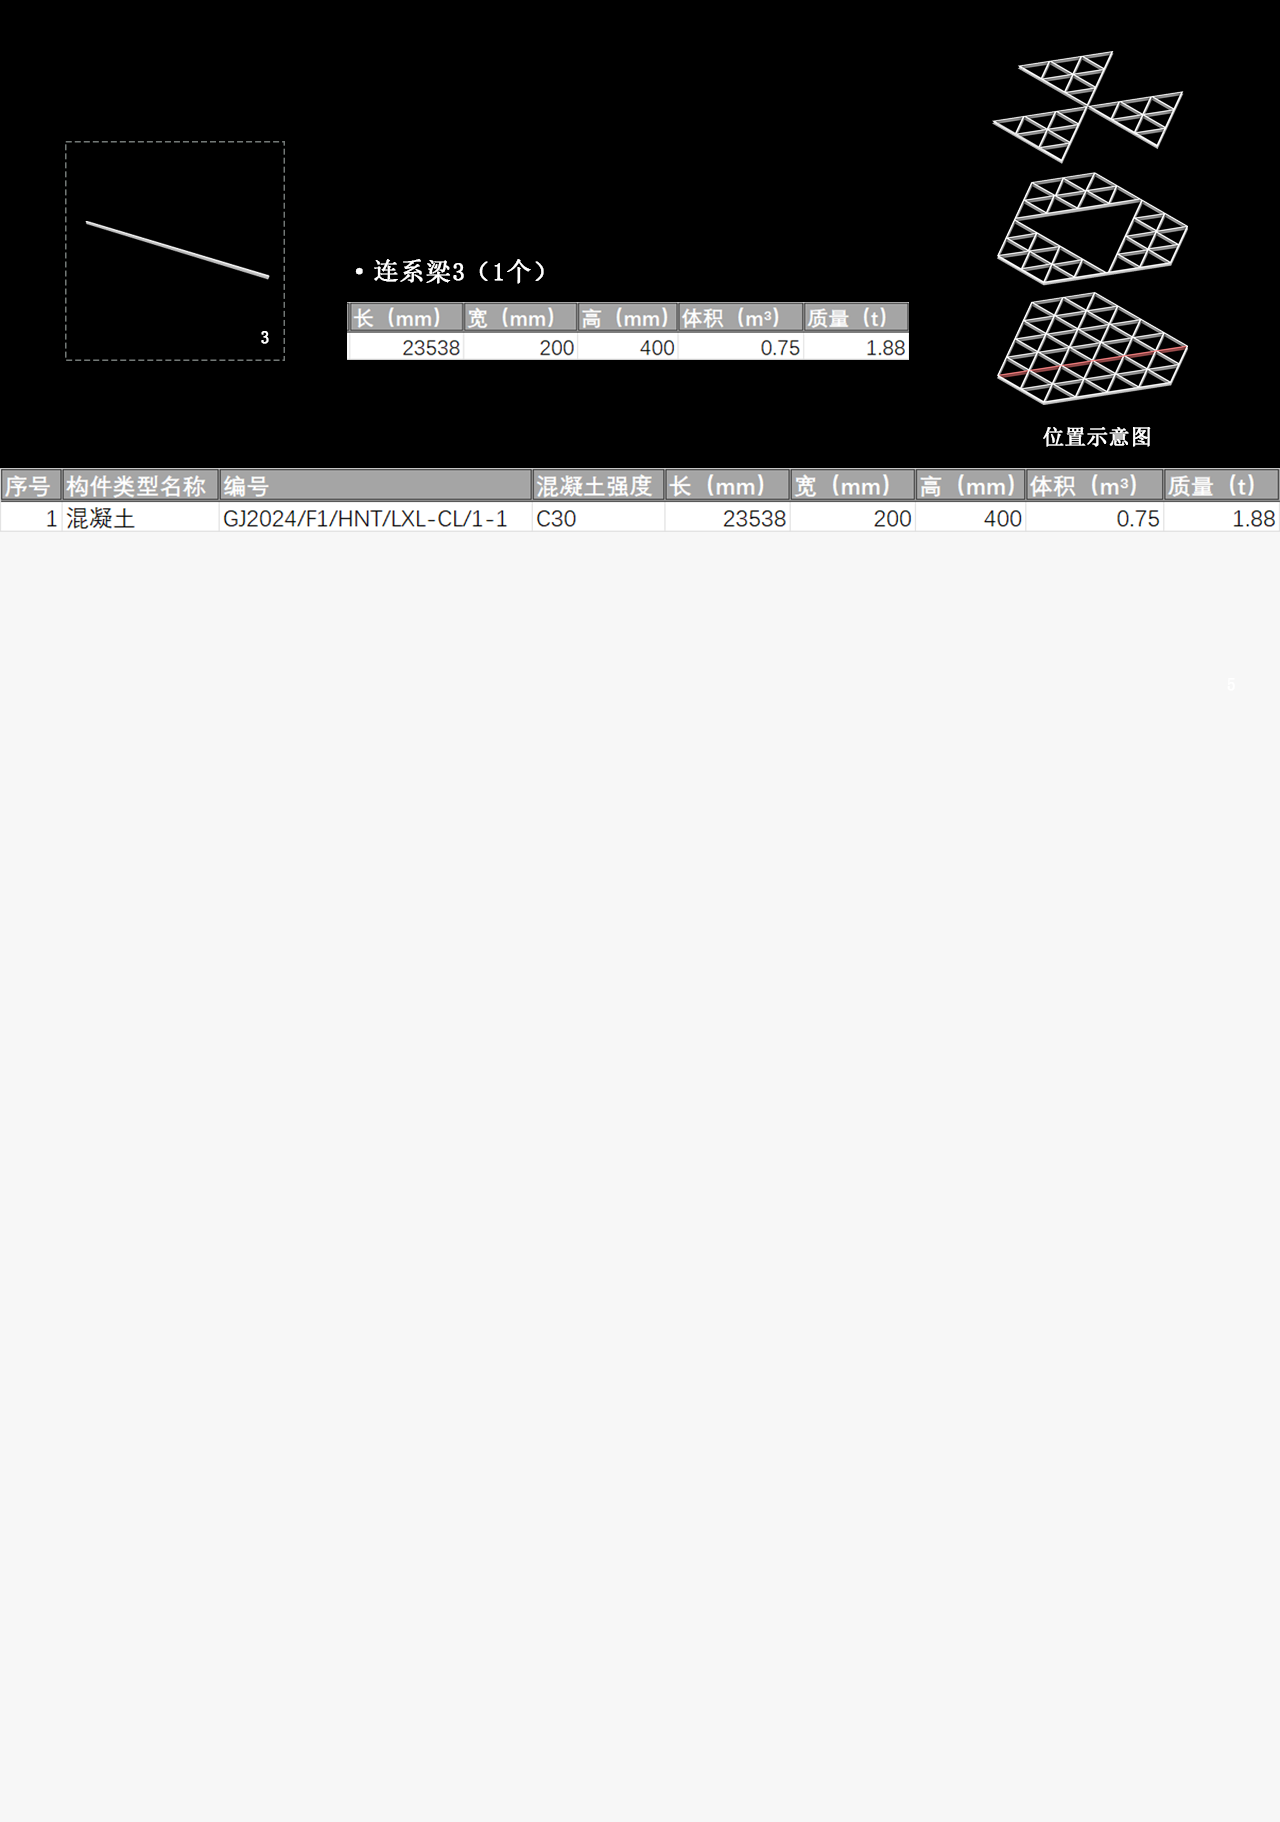 • 连系梁3（1个）
长（mm） 宽（mm） 高（mm） 体积（m³） 质量（t）
23538 200 400 0.75 1.88
3
位置示意图
序号 构件类型名称 编号 混凝土强度 长（mm） 宽（mm） 高（mm） 体积（m³） 质量（t）
1 混凝土 GJ2024/F1/HNT/LXL-CL/1-1 C30 23538 200 400 0.75 1.88
5